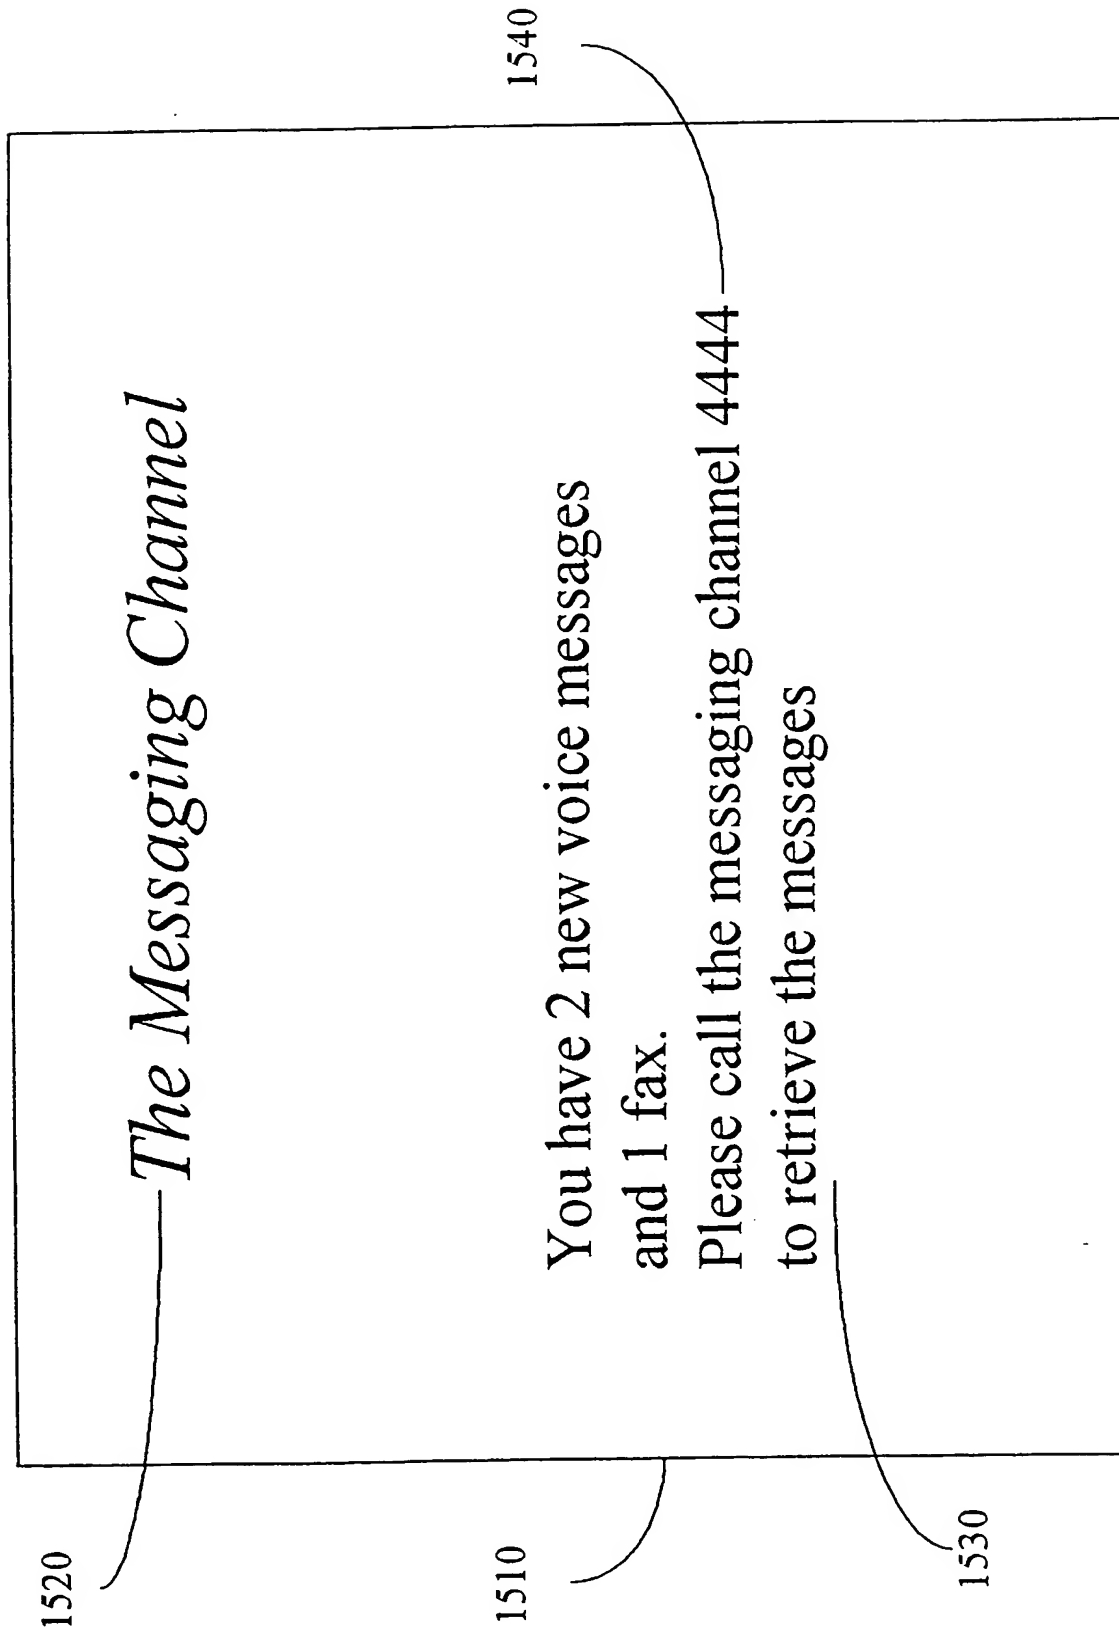 1520
The Messaging Channel
1540
1510
You have 2 new voice messages
and 1 fax.
Please call the messaging channel 4444
to retrieve the messages
1530